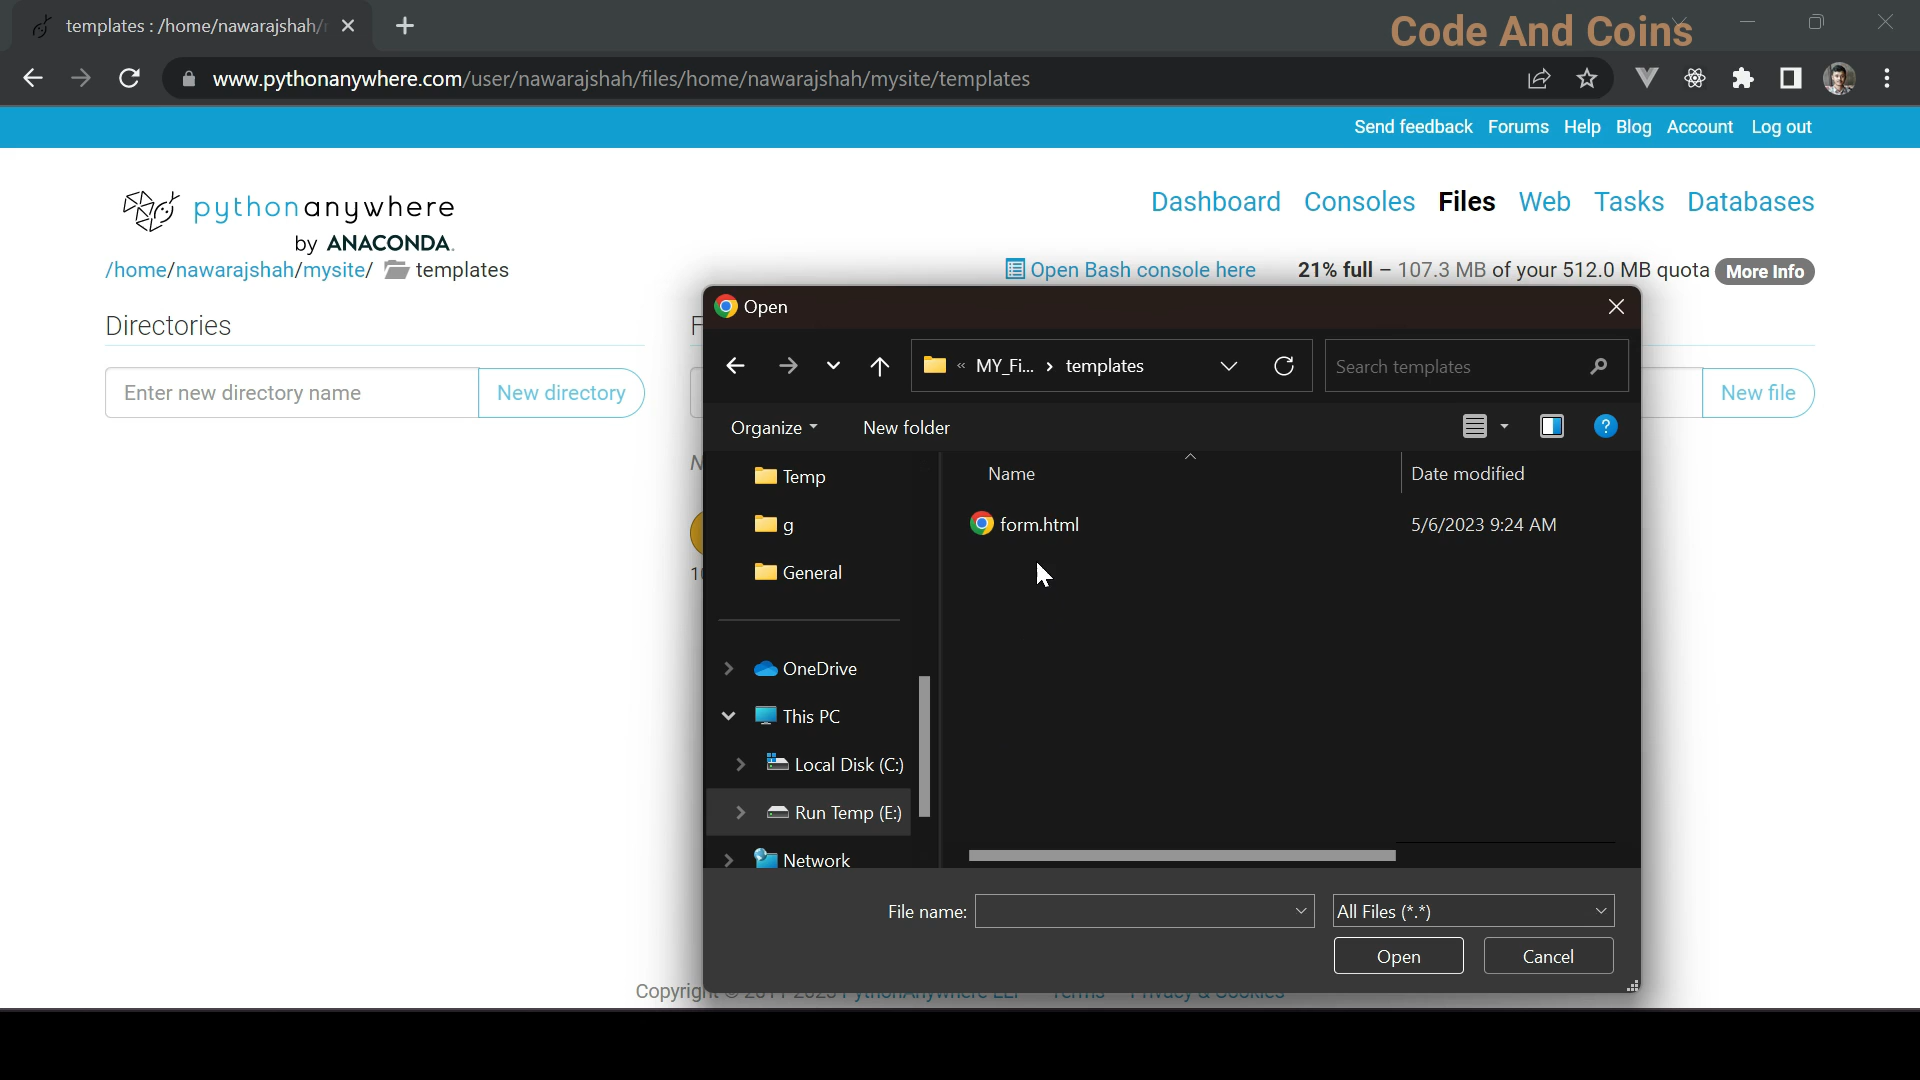 templates : /home/nawarajshah/
Code And Coins
www.pythonanywhere.com/user/nawarajshah/files/home/nawarajshah/mysite/templates
Send feedback Forums Help Blog Account Log out
pythonanywhere
by ANACONDA.
Dashboard Consoles Files Web Tasks Databases
/home/nawarajshah/mysite/ templates
Open Bash console here 21% full – 107.3 MB of your 512.0 MB quota More Info
Directories
Enter new directory name New directory
New file
Open
« MY_Fi... › templates
Search templates
Organize New folder
Temp
g
General
OneDrive
This PC
Local Disk (C:)
Run Temp (E:)
Network
Name Date modified
form.html 5/6/2023 9:24 AM
File name: All Files (*.*)
Open Cancel